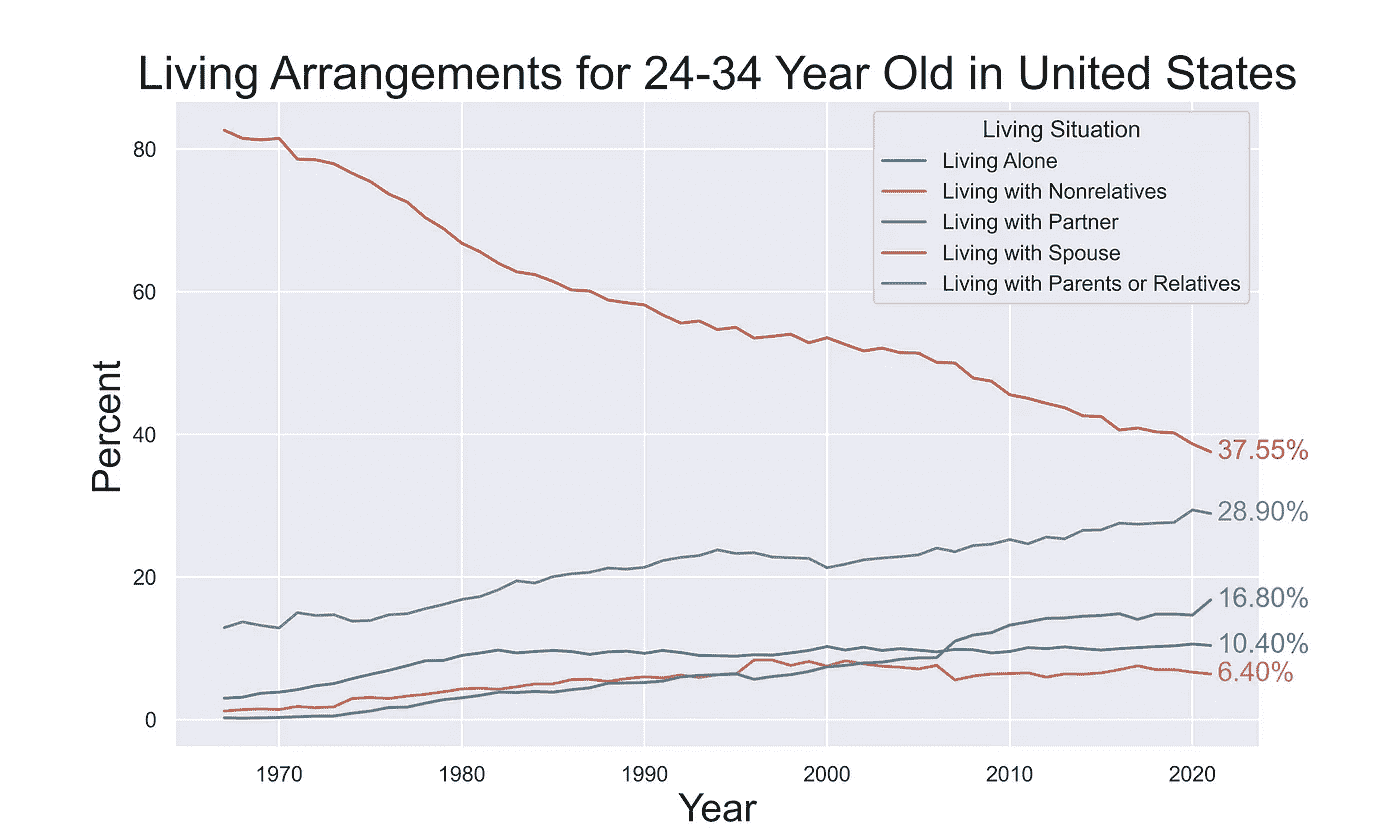 Living Arrangements for 24-34 Year Old in United States
Living Situation
Living Alone
Living with Nonrelatives
Living with Partner
Living with Spouse
Living with Parents or Relatives
Percent
80
60
40
20
0
37.55%
28.90%
16.80%
10.40%
6.40%
1970 1980 1990 2000 2010 2020
Year